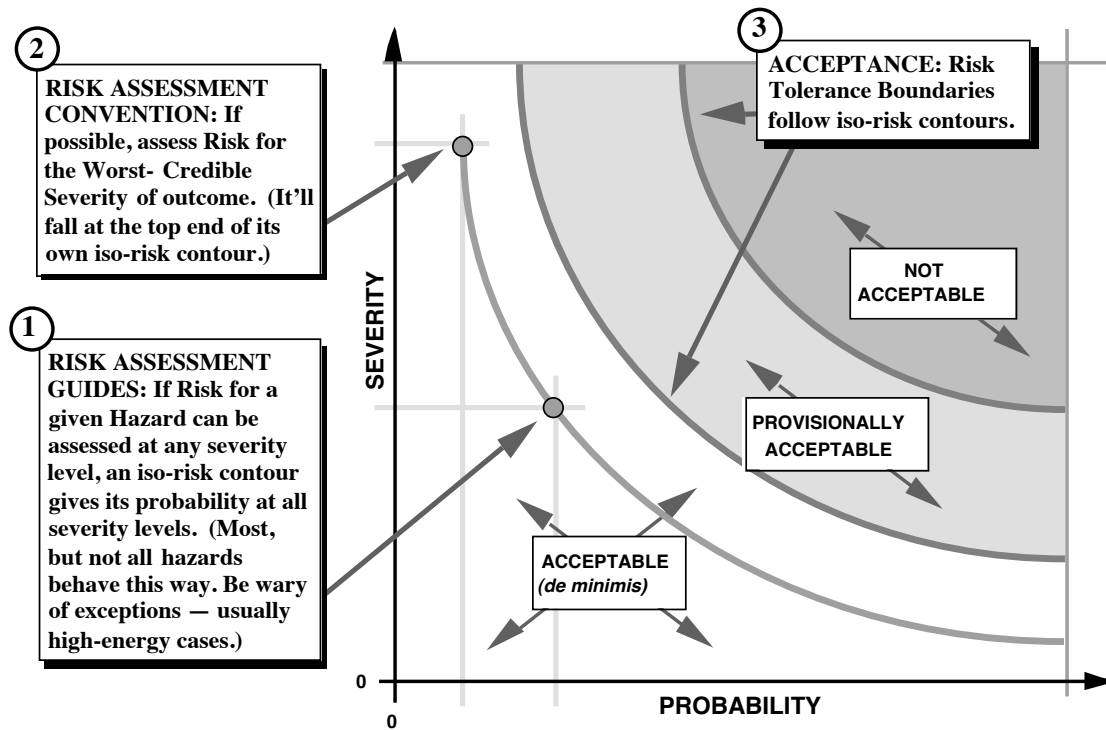 2
RISK ASSESSMENT
CONVENTION: If
possible, assess Risk for
the Worst- Credible
Severity of outcome. (It'll
fall at the top end of its
own iso-risk contour.)
1
RISK ASSESSMENT
GUIDES: If Risk for a
given Hazard can be
assessed at any severity
level, an iso-risk contour
gives its probability at all
severity levels. (Most,
but not all hazards
behave this way. Be wary
of exceptions — usually
high-energy cases.)
3
ACCEPTANCE: Risk
Tolerance Boundaries
follow iso-risk contours.
SEVERITY
NOT
ACCEPTABLE
PROVISIONALLY
ACCEPTABLE
ACCEPTABLE
(de minimis)
0
PROBABILITY
0